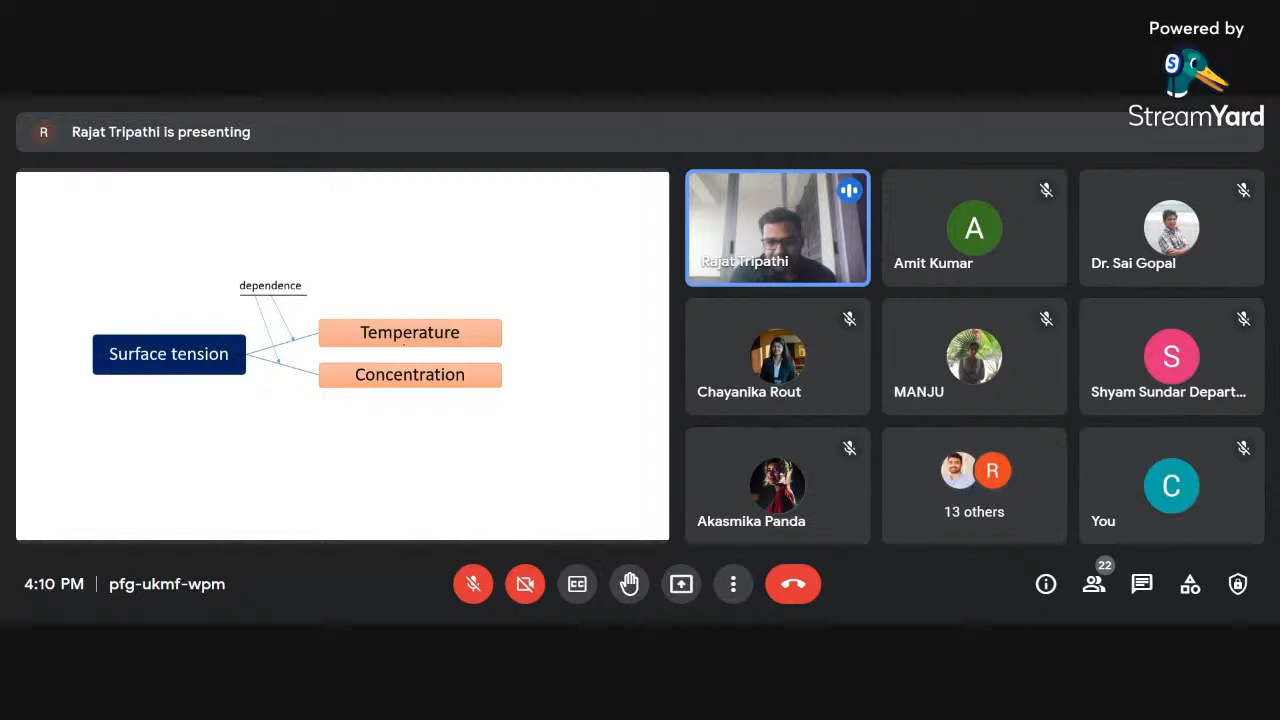 Powered by
S
StreamYard
R
Rajat Tripathi is presenting
dependence
Surface tension
Temperature
Concentration
Rajat Tripathi
A
Amit Kumar
Dr. Sai Gopal
Chayanika Rout
MANJU
S
Shyam Sundar Depart...
Akasmika Panda
R
13 others
C
You
4:10 PM
pfg-ukmf-wpm
CC
22